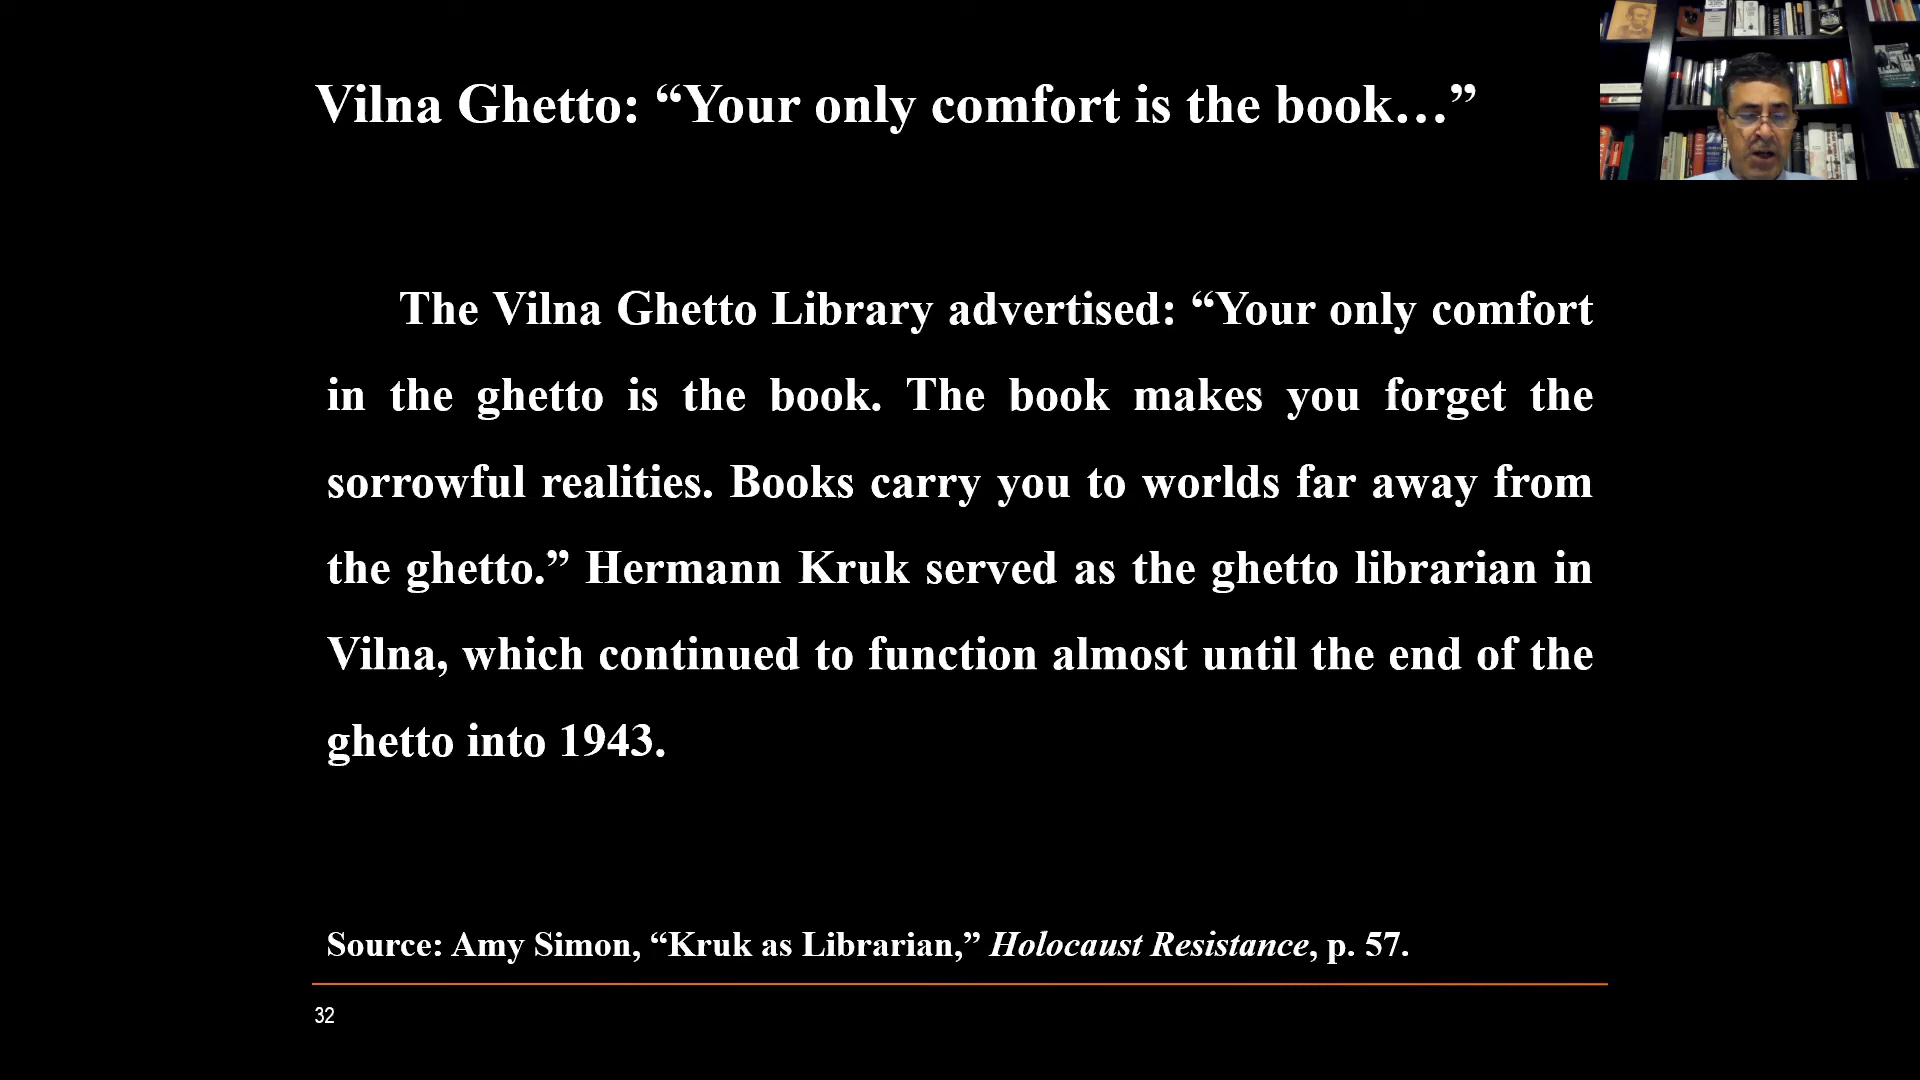 Vilna Ghetto: “Your only comfort is the book…”
The Vilna Ghetto Library advertised: “Your only comfort
in the ghetto is the book. The book makes you forget the
sorrowful realities. Books carry you to worlds far away from
the ghetto.” Hermann Kruk served as the ghetto librarian in
Vilna, which continued to function almost until the end of the
ghetto into 1943.
Source: Amy Simon, “Kruk as Librarian,” Holocaust Resistance, p. 57.
32